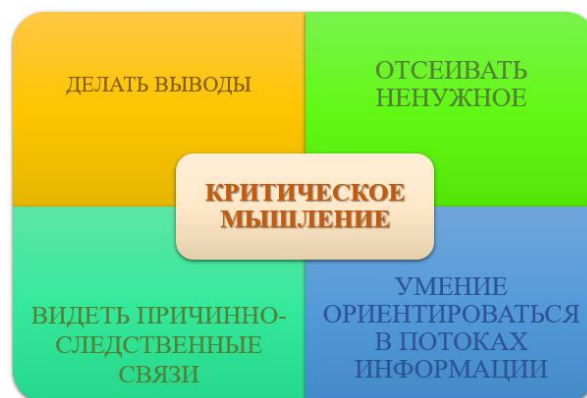 ДЕЛАТЬ ВЫВОДЫ
ОТСЕИВАТЬ
НЕНУЖНОЕ
КРИТИЧЕСКОЕ
МЫШЛЕНИЕ
ВИДЕТЬ ПРИЧИННО-
СЛЕДСТВЕННЫЕ
СВЯЗИ
УМЕНИЕ
ОРИЕНТИРОВАТЬСЯ
В ПОТОКАХ
ИНФОРМАЦИИ